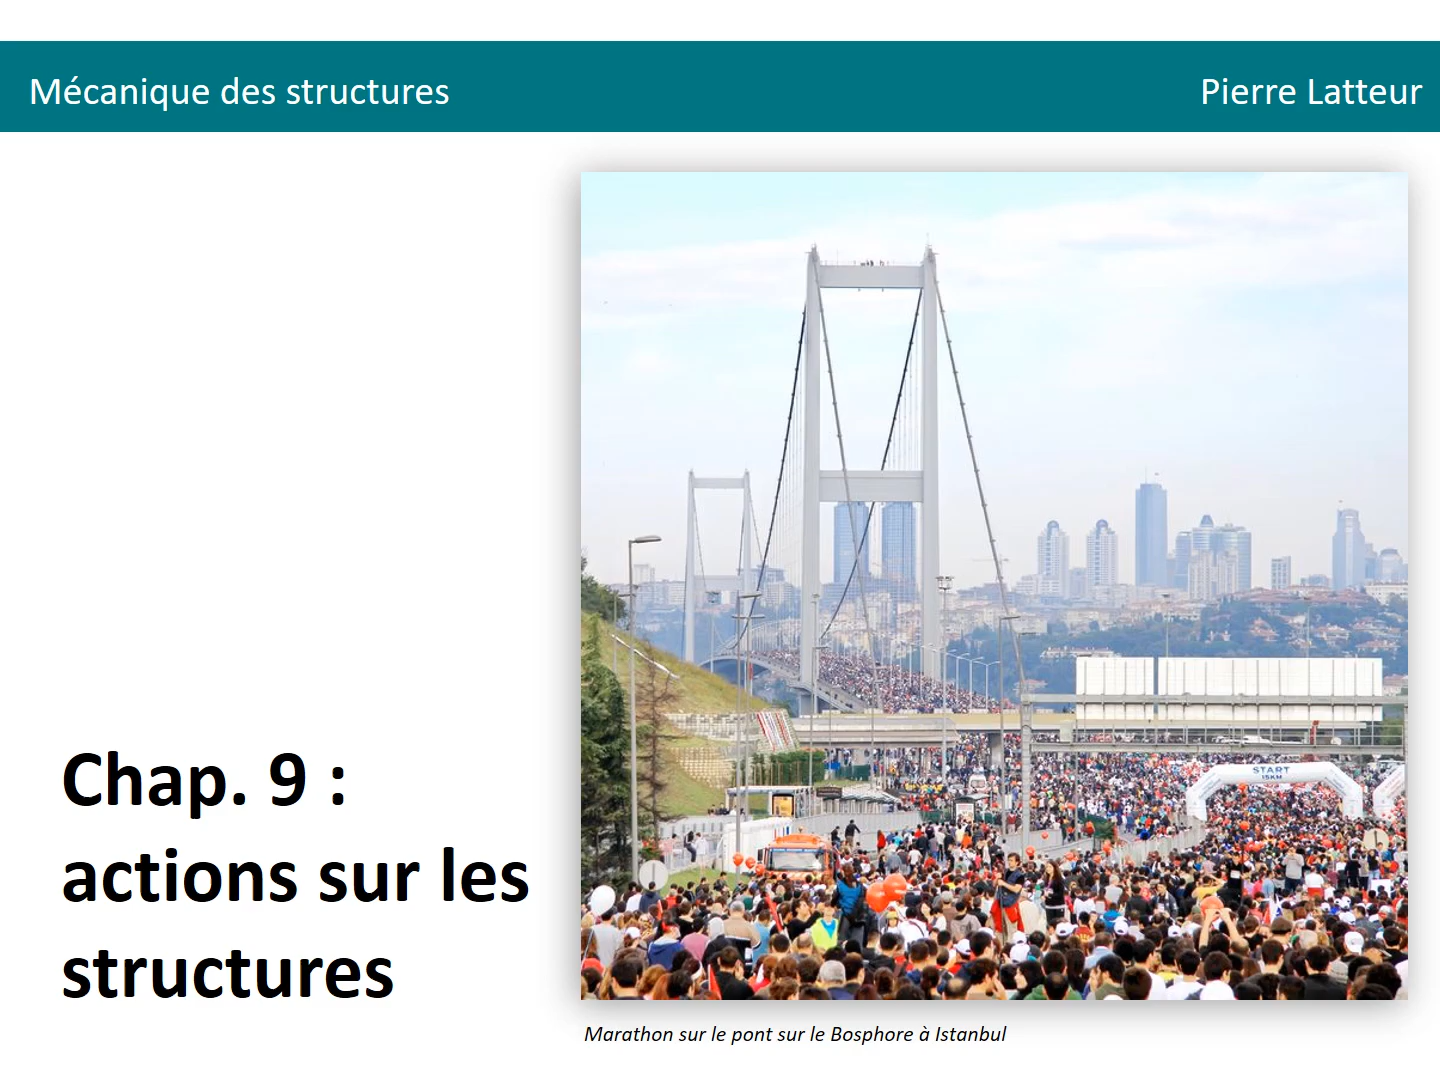 Mécanique des structures
Pierre Latteur
START
15KM
Chap. 9 :
actions sur les
structures
Marathon sur le pont sur le Bosphore à Istanbul